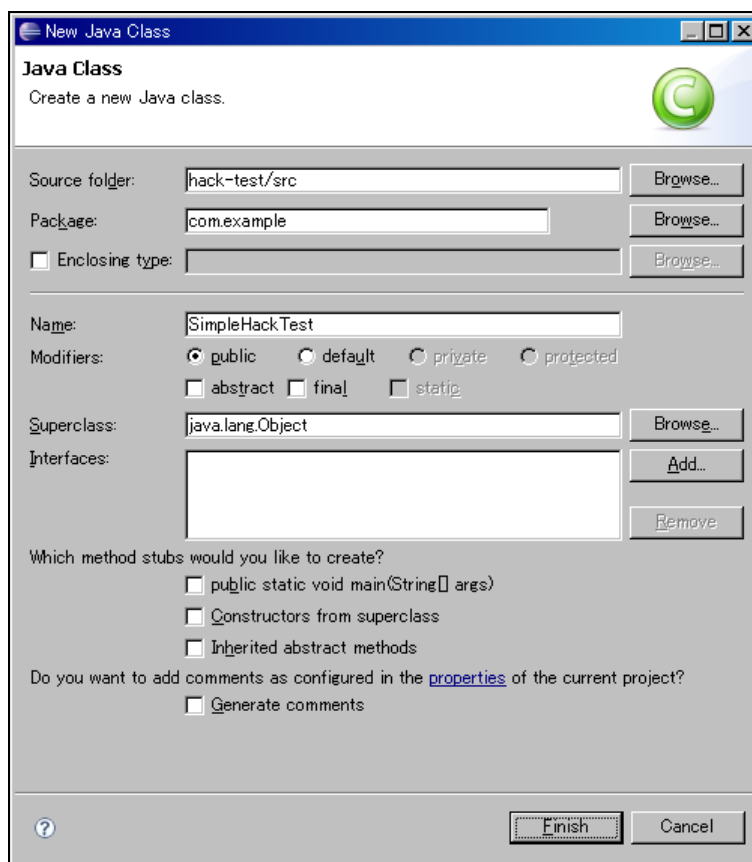 New Java Class
Java Class
Create a new Java class.
C
Source folder: hack-test/src Browse...
Package: com.example Browse...
Enclosing type: Browse...
Name: SimpleHackTest
Modifiers: public default private protected
abstract final static
Superclass: java.lang.Object Browse...
Interfaces: Add...
Remove
Which method stubs would you like to create?
public static void main(String[] args)
Constructors from superclass
Inherited abstract methods
Do you want to add comments as configured in the properties of the current project?
Generate comments
? Finish Cancel